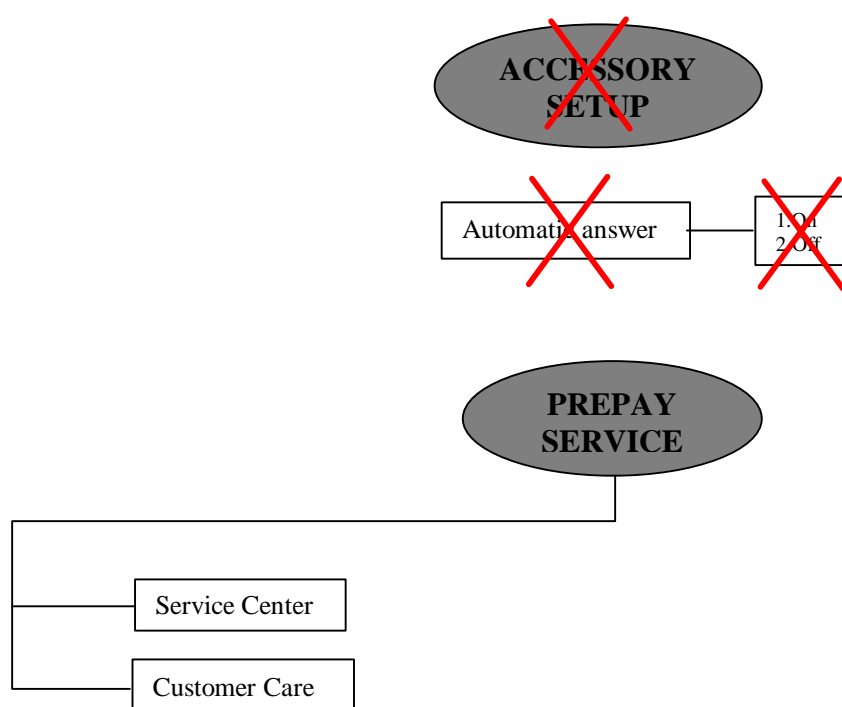 ACCESSORY
SETUP
Automatic answer
1.On
2.Off
PREPAY
SERVICE
Service Center
Customer Care